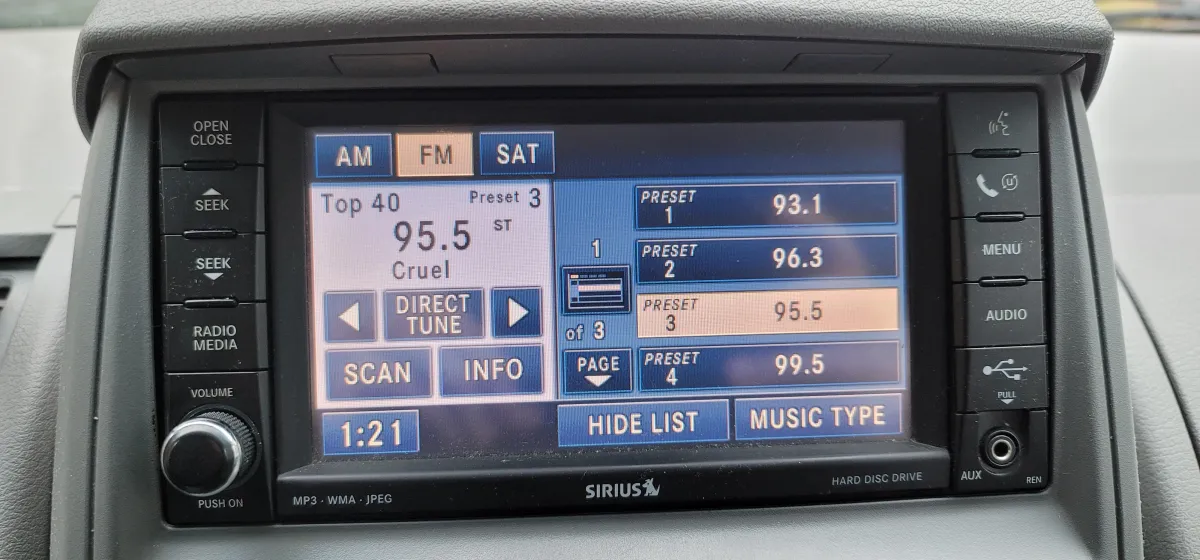 OPEN
CLOSE
SEEK
SEEK
RADIO
MEDIA
VOLUME
PUSH ON
AM FM SAT
Top 40 Preset 3
95.5 ST
Cruel
DIRECT
TUNE
SCAN INFO
1:21
1
of 3
PAGE
PRESET
1 93.1
PRESET
2 96.3
PRESET
3 95.5
PRESET
4 99.5
HIDE LIST MUSIC TYPE
MP3 · WMA · JPEG
SIRIUS
HARD DISC DRIVE
u
MENU
AUDIO
PULL
AUX
REN